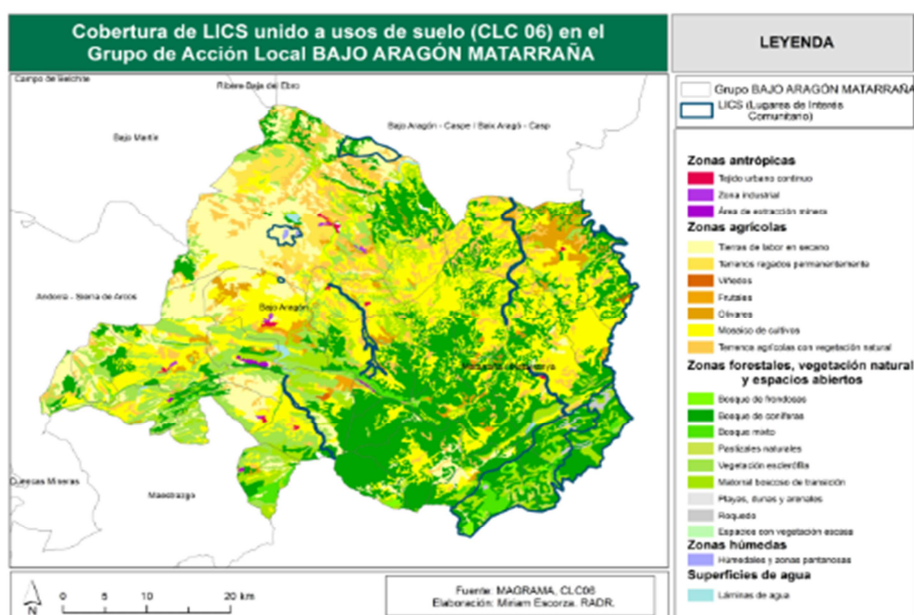 Cobertura de LICS unido a usos de suelo (CLC 06) en el
Grupo de Acción Local BAJO ARAGÓN MATARRAÑA
LEYENDA
Campo de Belchite
Ribera Baja del Ebro
Bajo Martín
Bajo Aragón - Caspe / Baix Aragó - Casp
Andorra - Sierra de Arcos
Bajo Aragón
Cuencas Mineras
Maestrazgo
Grupo BAJO ARAGÓN MATARRAÑA
LICS (Lugares de Interés
Comunitario)
Zonas antrópicas
Tejido urbano continuo
Zona industrial
Área de extracción minera
Zonas agrícolas
Tierras de labor en secano
Terrenos regados permanentemente
Viñedos
Frutales
Olivares
Mosaico de cultivos
Terrenos agrícolas con vegetación natural
Zonas forestales, vegetación natural
y espacios abiertos
Bosque de frondosas
Bosque de coníferas
Bosque mixto
Pastizales naturales
Vegetación esclerófila
Matorral boscoso de transición
Playas, dunas y arenales
Roquedo
Espacios con vegetación escasa
Zonas húmedas
Humedales y zonas pantanosas
Superficies de agua
Láminas de agua
N
0 5 10 20 km
Fuente: MAGRAMA, CLC06
Elaboración: Miriam Escorza. RADR.